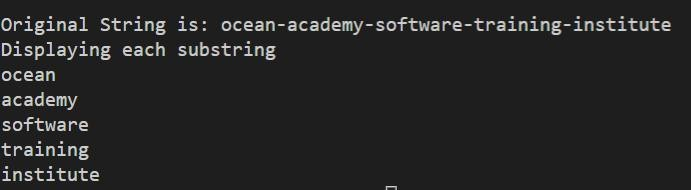 Original String is: ocean-academy-software-training-institute
Displaying each substring
ocean
academy
software
training
institute